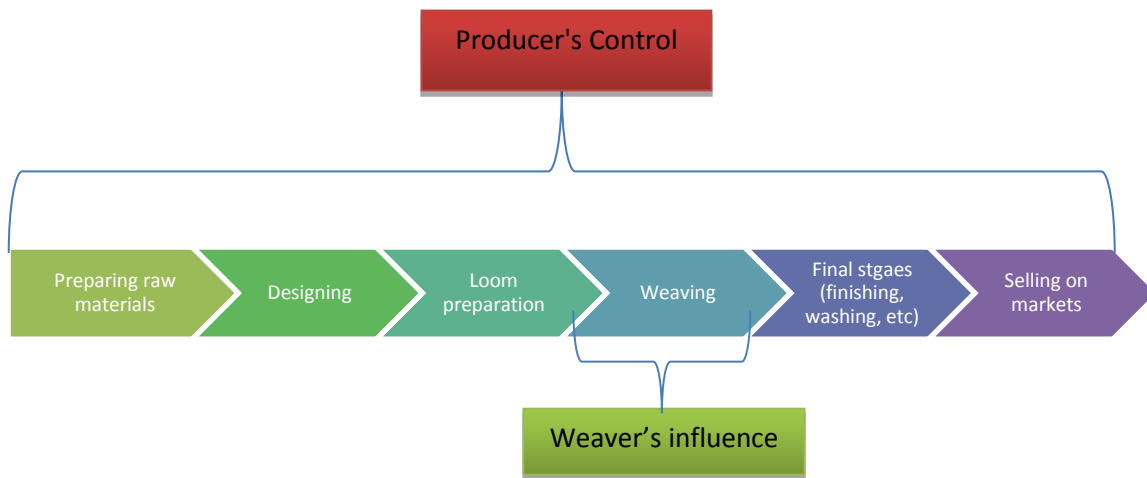 Producer's Control
Preparing raw
materials
Designing
Loom
preparation
Weaving
Final stgaes
(finishing,
washing, etc)
Selling on
markets
Weaver’s influence